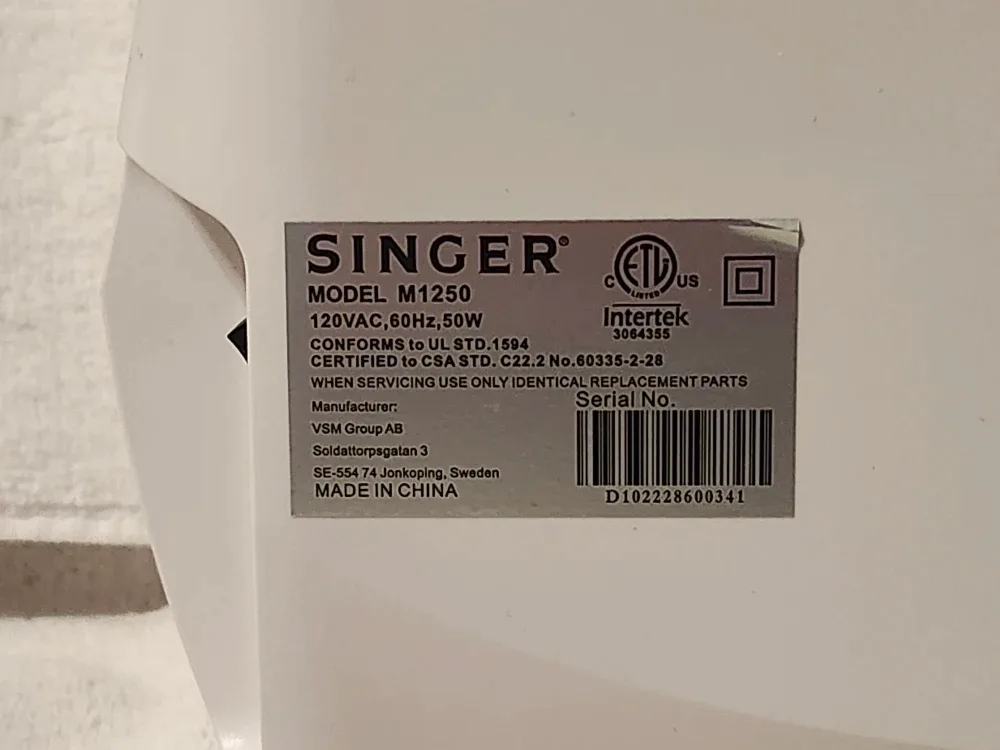 SINGER®
MODEL M1250
120VAC,60Hz,50W
CONFORMS to UL STD.1594
CERTIFIED to CSA STD. C22.2 No.60335-2-28
C ETL US
LISTED
Intertek
3064355
WHEN SERVICING USE ONLY IDENTICAL REPLACEMENT PARTS
Manufacturer:
VSM Group AB
Soldattorpsgatan 3
SE-554 74 Jonkoping, Sweden
MADE IN CHINA
Serial No.
D102228600341